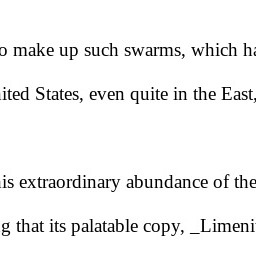 o make up such swarms, which ha
ited States, even quite in the East,
is extraordinary abundance of the
g that its palatable copy, _Limeni